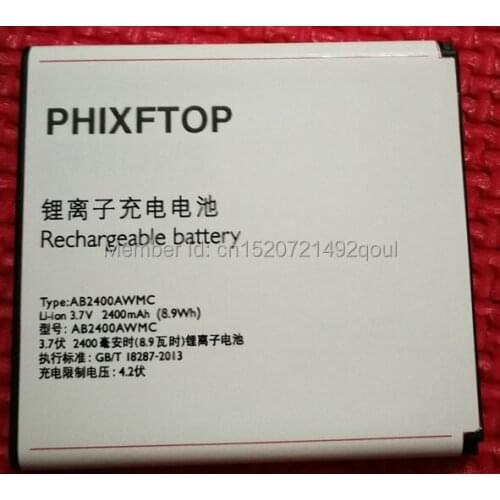 PHIXFTOP
锂离子充电电池
Rechargeable battery
Member id: cn1520721492qoul
Type:AB2400AWMC
Li-ion 3.7V 2400mAh (8.9Wh)
型号: AB2400AWMC
3.7伏 2400毫安时(8.9瓦时)锂离子电池
执行标准: GB/T 18287-2013
充电限制电压: 4.2伏